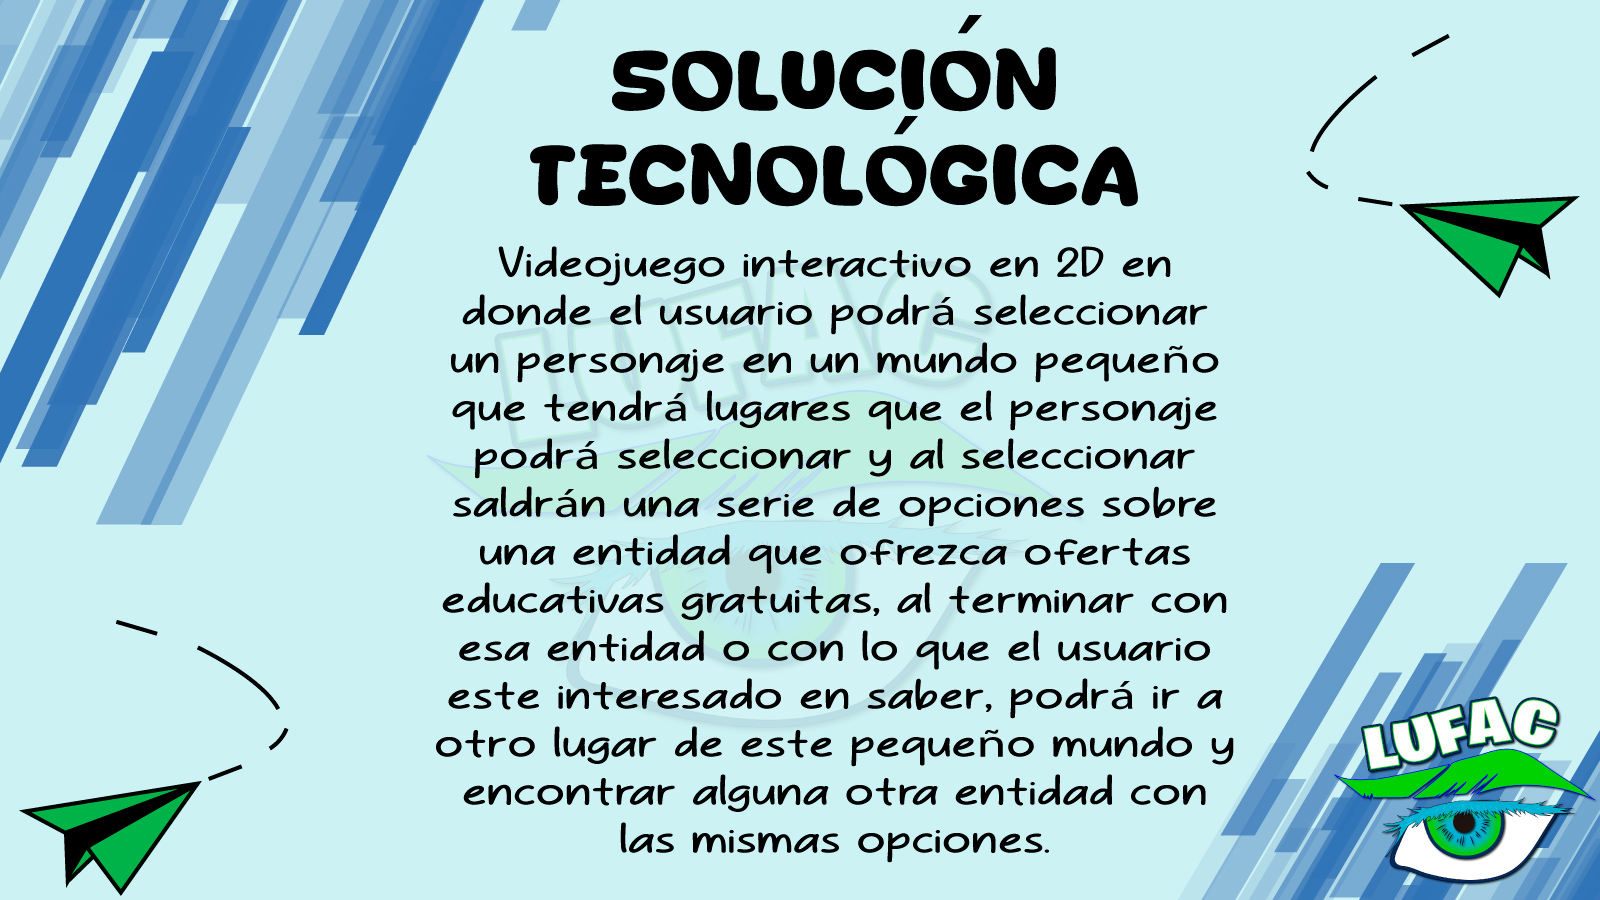 SOLUCIÓN
TECNOLÓGICA
Videojuego interactivo en 2D en
donde el usuario podrá seleccionar
un personaje en un mundo pequeño
que tendrá lugares que el personaje
podrá seleccionar y al seleccionar
saldrán una serie de opciones sobre
una entidad que ofrezca ofertas
educativas gratuitas, al terminar con
esa entidad o con lo que el usuario
este interesado en saber, podrá ir a
otro lugar de este pequeño mundo y
encontrar alguna otra entidad con
las mismas opciones.
LUFAC
LUFAC